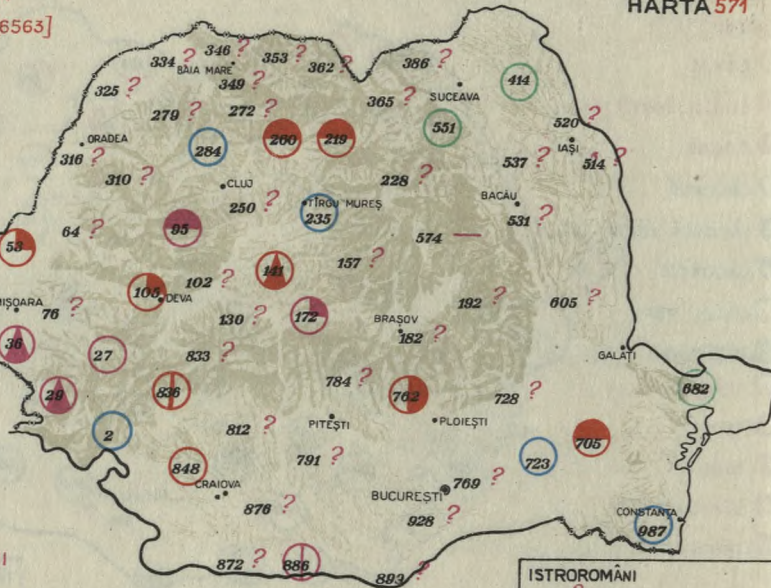 HARTA 571
6563]
334 ? 346 ? 353 ? 362 ? 386 ?
BAIA MARE
325 ? 349 ? 365 ? SUCEAVA 414
279 ? 272 ? 551 520 ?
ORADEA 284 260 219 IAȘI
316 ? 537 ? 514 ?
310 ? CLUJ 228 ? BACĂU
250 ? TÎRGU MUREȘ 235 531 ?
64 ? 95 574 —
53 141 157 ?
105 DEVA 102 ? 192 ? 605 ?
MIȘOARA 76 ? 130 ? 172 BRAȘOV
36 27 833 ? 182 ? GALAȚI
29 836 784 ? 762 728 ? 682
2 812 ? PITEȘTI PLOIEȘTI 705
848 791 ? 723
CRAIOVA BUCUREȘTI 769 ?
876 ? 928 ? CONSTANȚA 987
872 ? 886 893 ?
ISTROROMÂNI